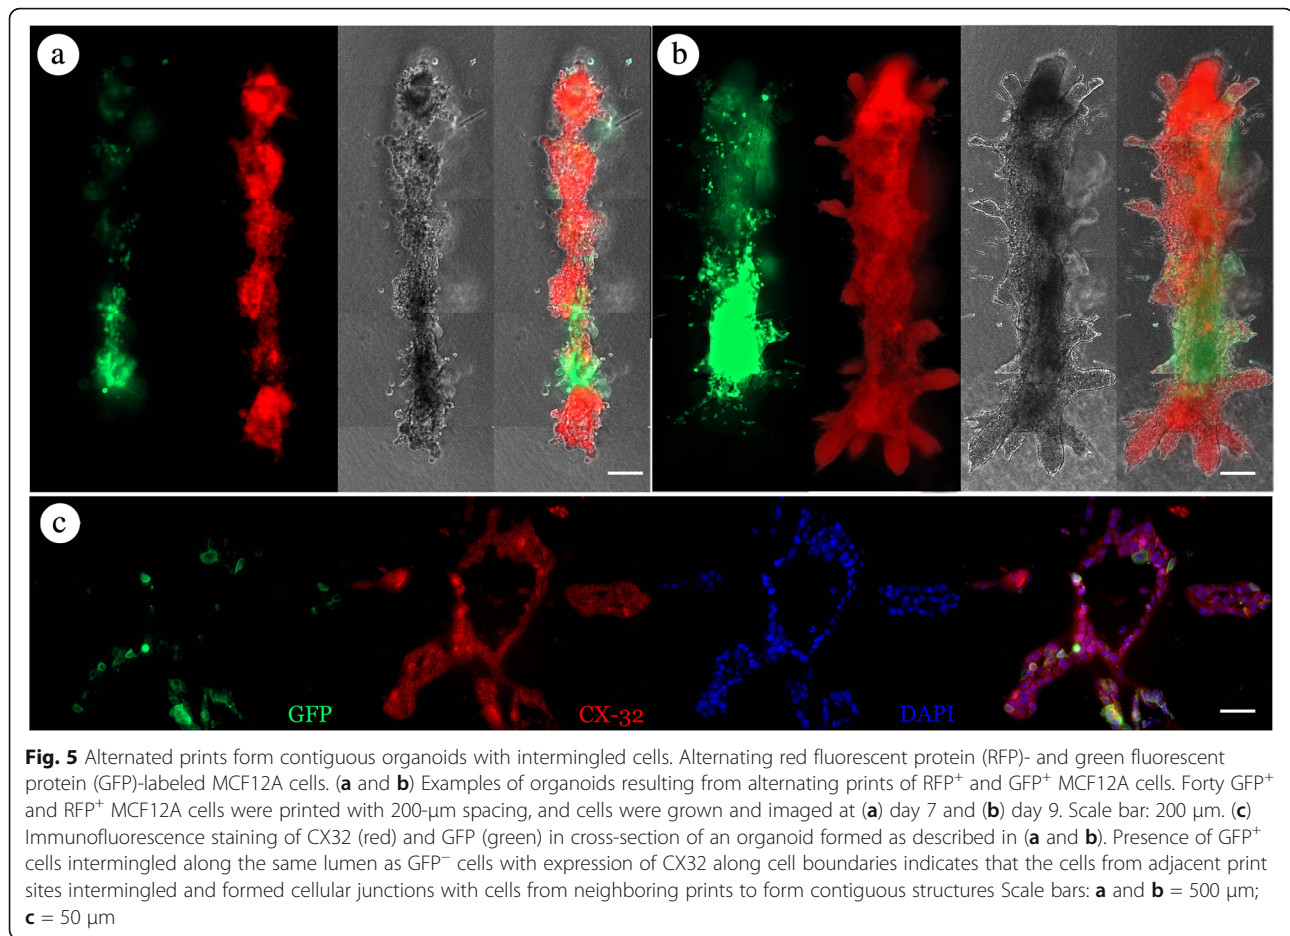 a
b
c
GFP
CX-32
DAPI
Fig. 5 Alternated prints form contiguous organoids with intermingled cells. Alternating red fluorescent protein (RFP)- and green fluorescent
protein (GFP)-labeled MCF12A cells. (a and b) Examples of organoids resulting from alternating prints of RFP⁺ and GFP⁺ MCF12A cells. Forty GFP⁺
and RFP⁺ MCF12A cells were printed with 200-μm spacing, and cells were grown and imaged at (a) day 7 and (b) day 9. Scale bar: 200 μm. (c)
Immunofluorescence staining of CX32 (red) and GFP (green) in cross-section of an organoid formed as described in (a and b). Presence of GFP⁺
cells intermingled along the same lumen as GFP⁻ cells with expression of CX32 along cell boundaries indicates that the cells from adjacent print
sites intermingled and formed cellular junctions with cells from neighboring prints to form contiguous structures Scale bars: a and b = 500 μm;
c = 50 μm